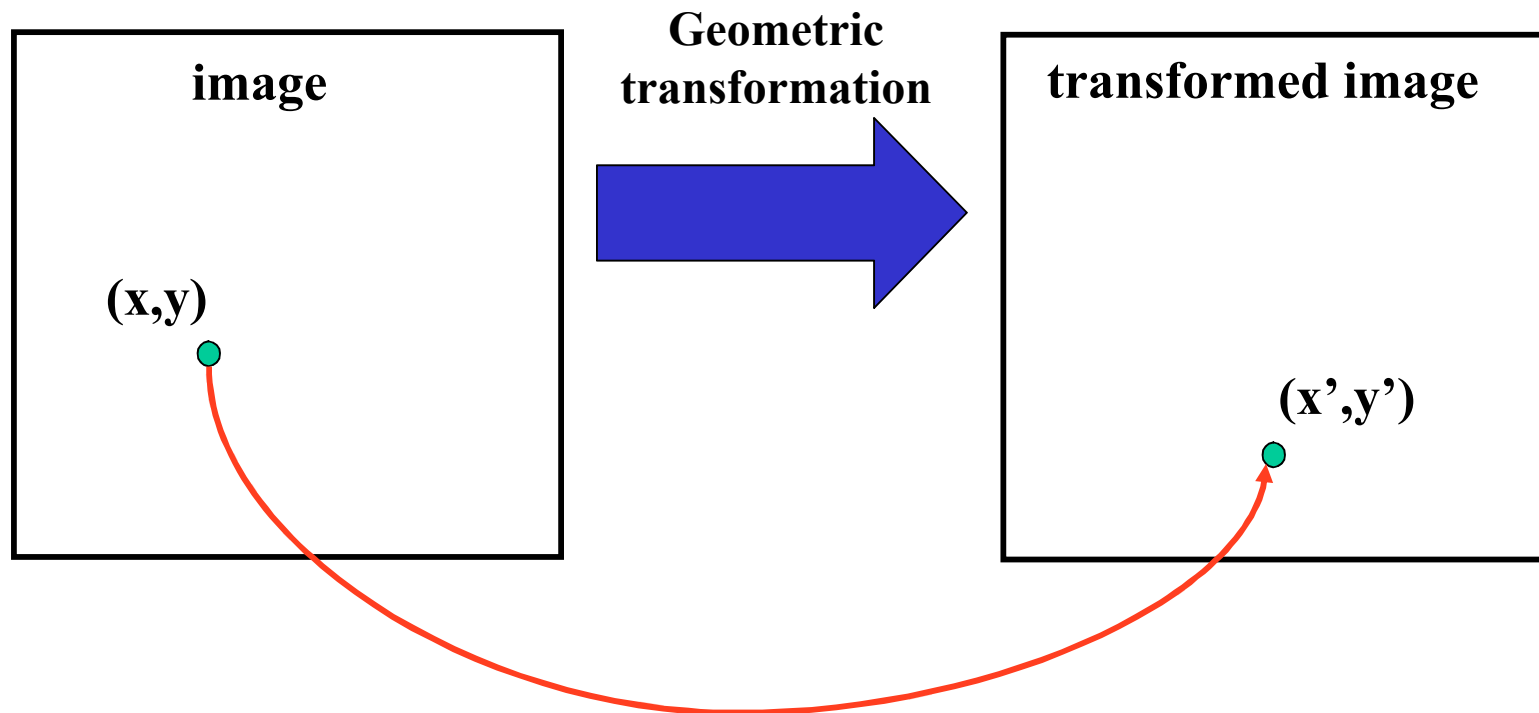 image
Geometric
transformation
transformed image
(x,y)
(x’,y’)